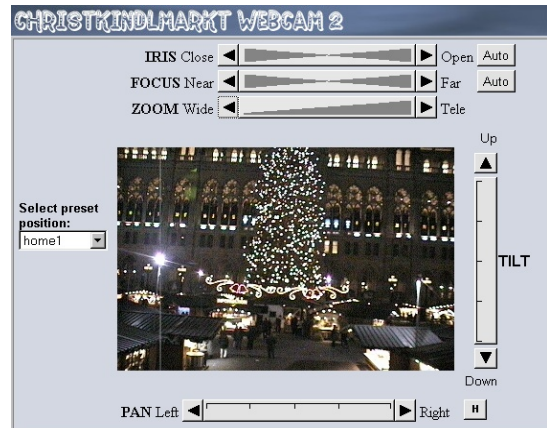 CHRISTKINDLMARKT WEBCAM 2
IRIS Close Open Auto
FOCUS Near Far Auto
ZOOM Wide Tele
Up
Select preset
position:
home1
TILT
Down
PAN Left Right H